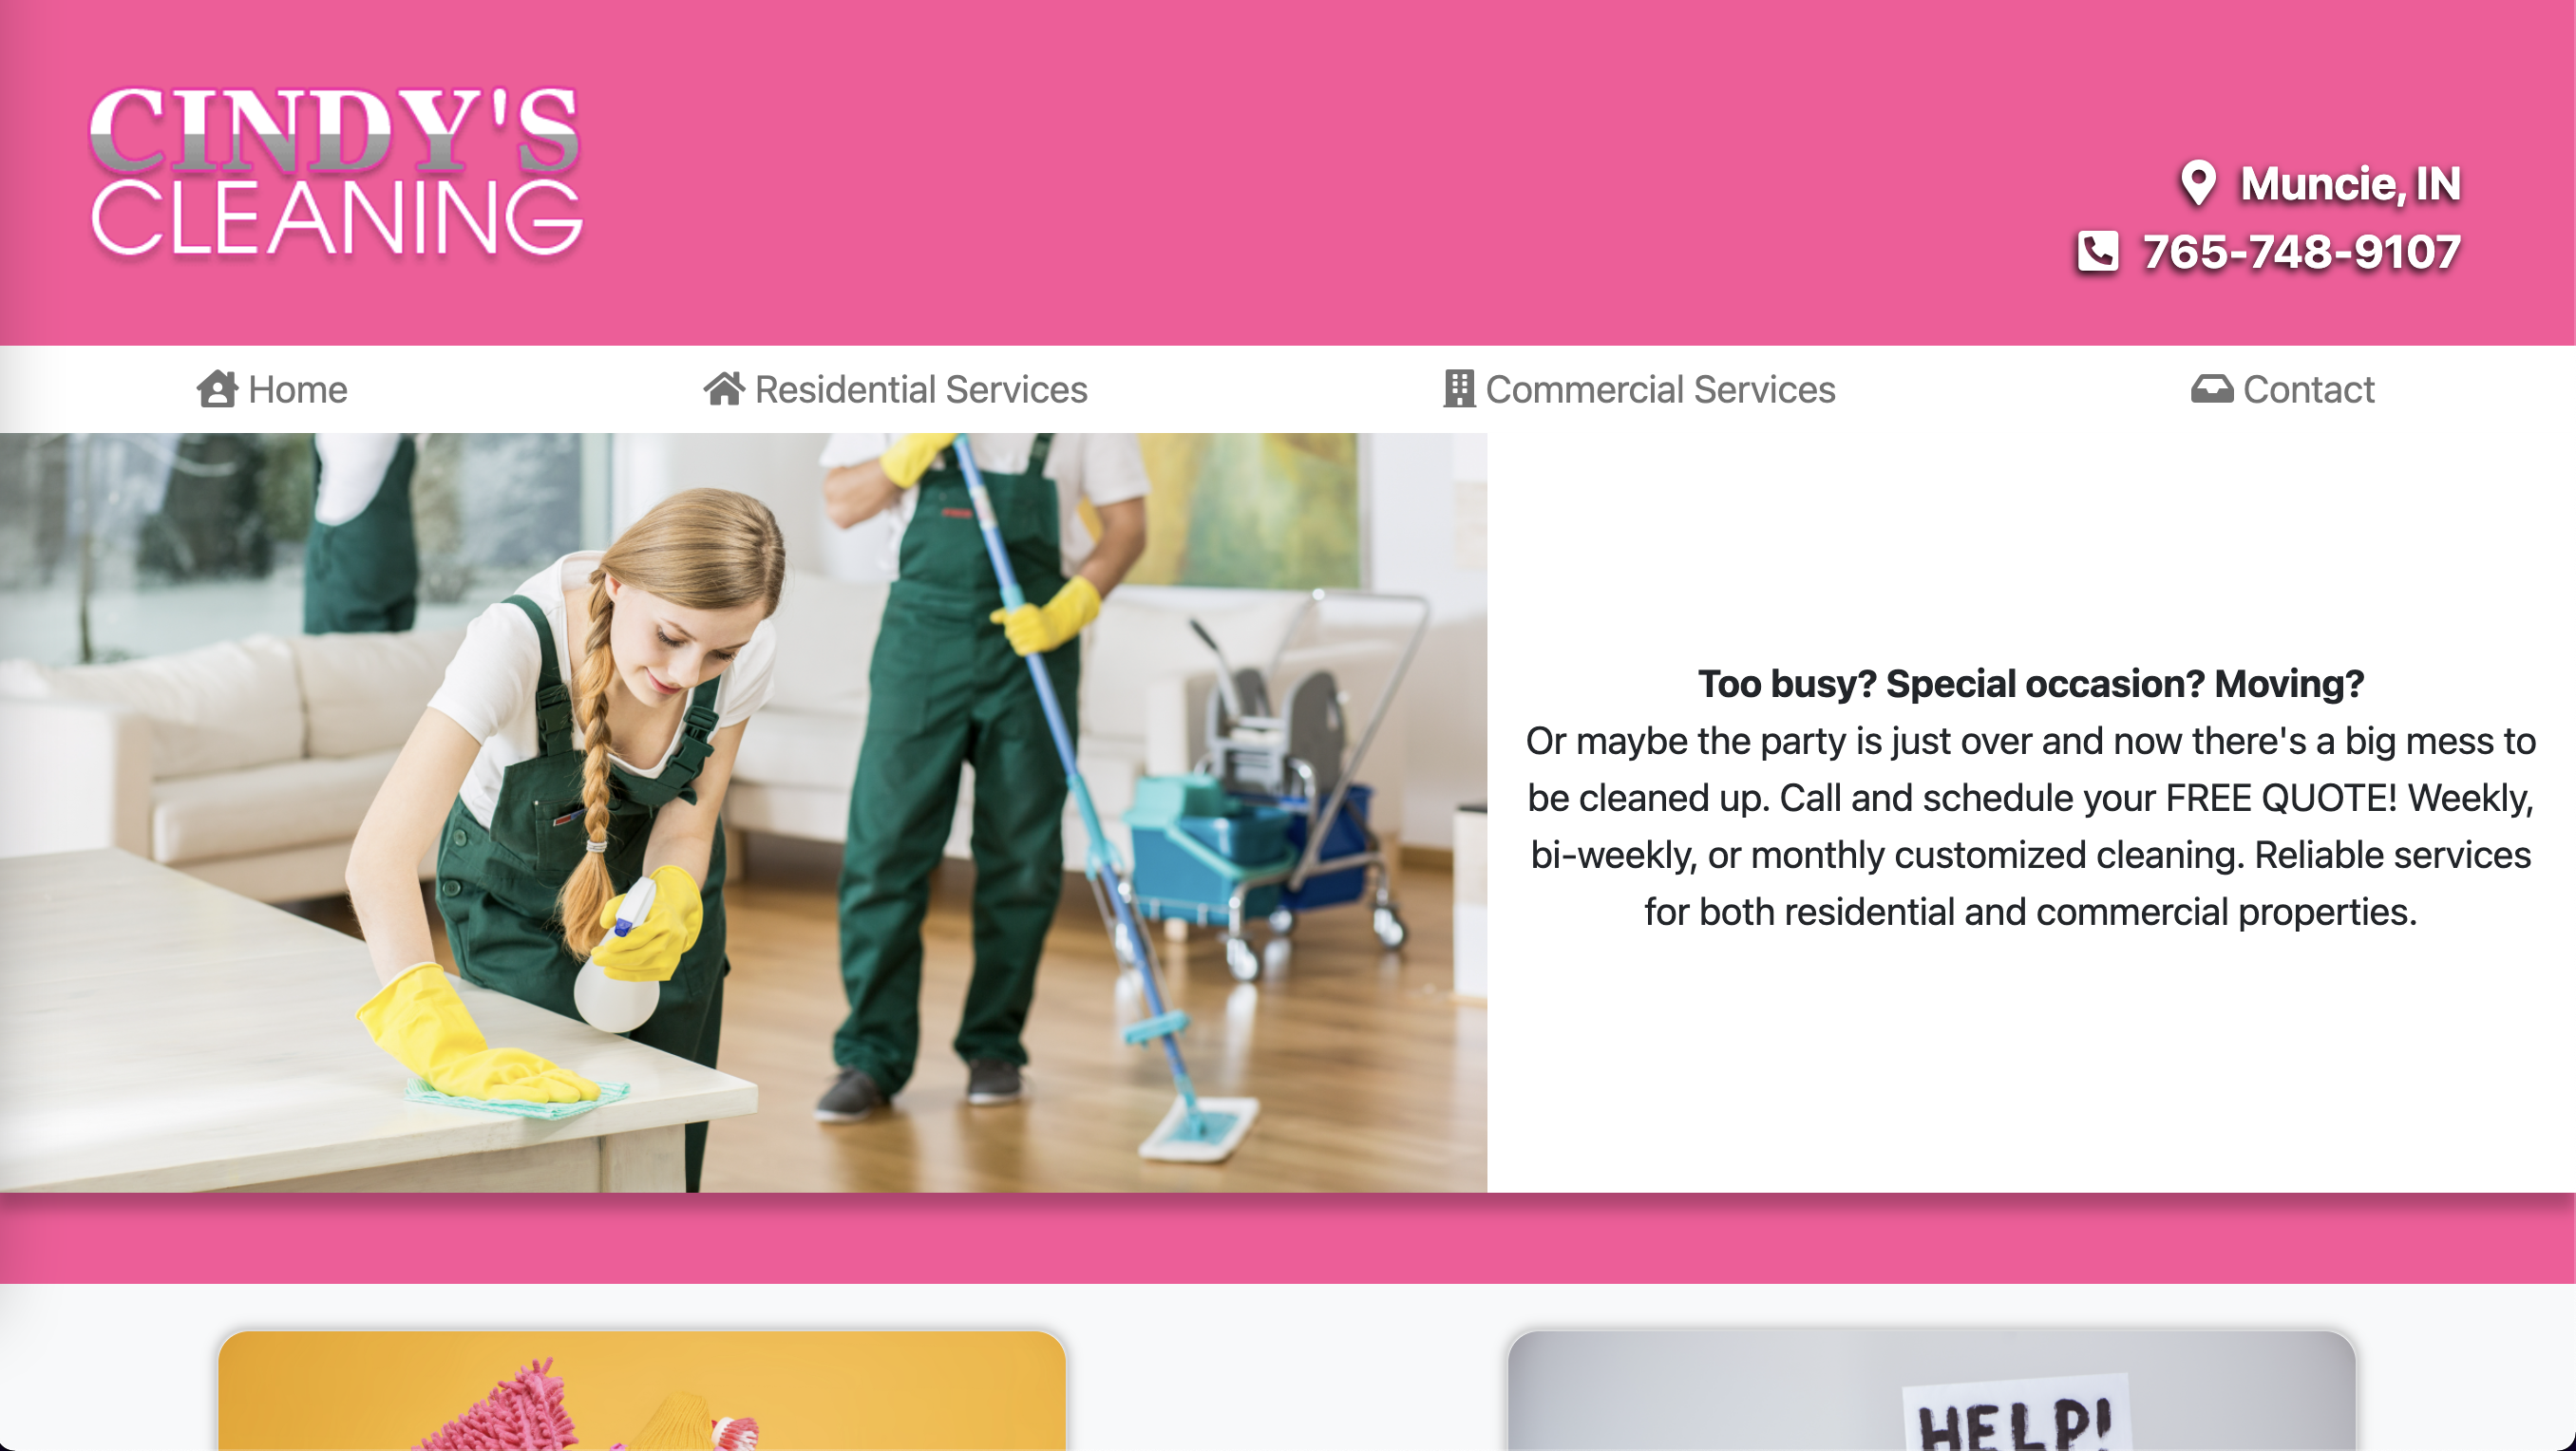 CINDY'S
CLEANING
Muncie, IN
765-748-9107
Home
Residential Services
Commercial Services
Contact
Too busy? Special occasion? Moving?
Or maybe the party is just over and now there's a big mess to
be cleaned up. Call and schedule your FREE QUOTE! Weekly,
bi-weekly, or monthly customized cleaning. Reliable services
for both residential and commercial properties.
HELP!